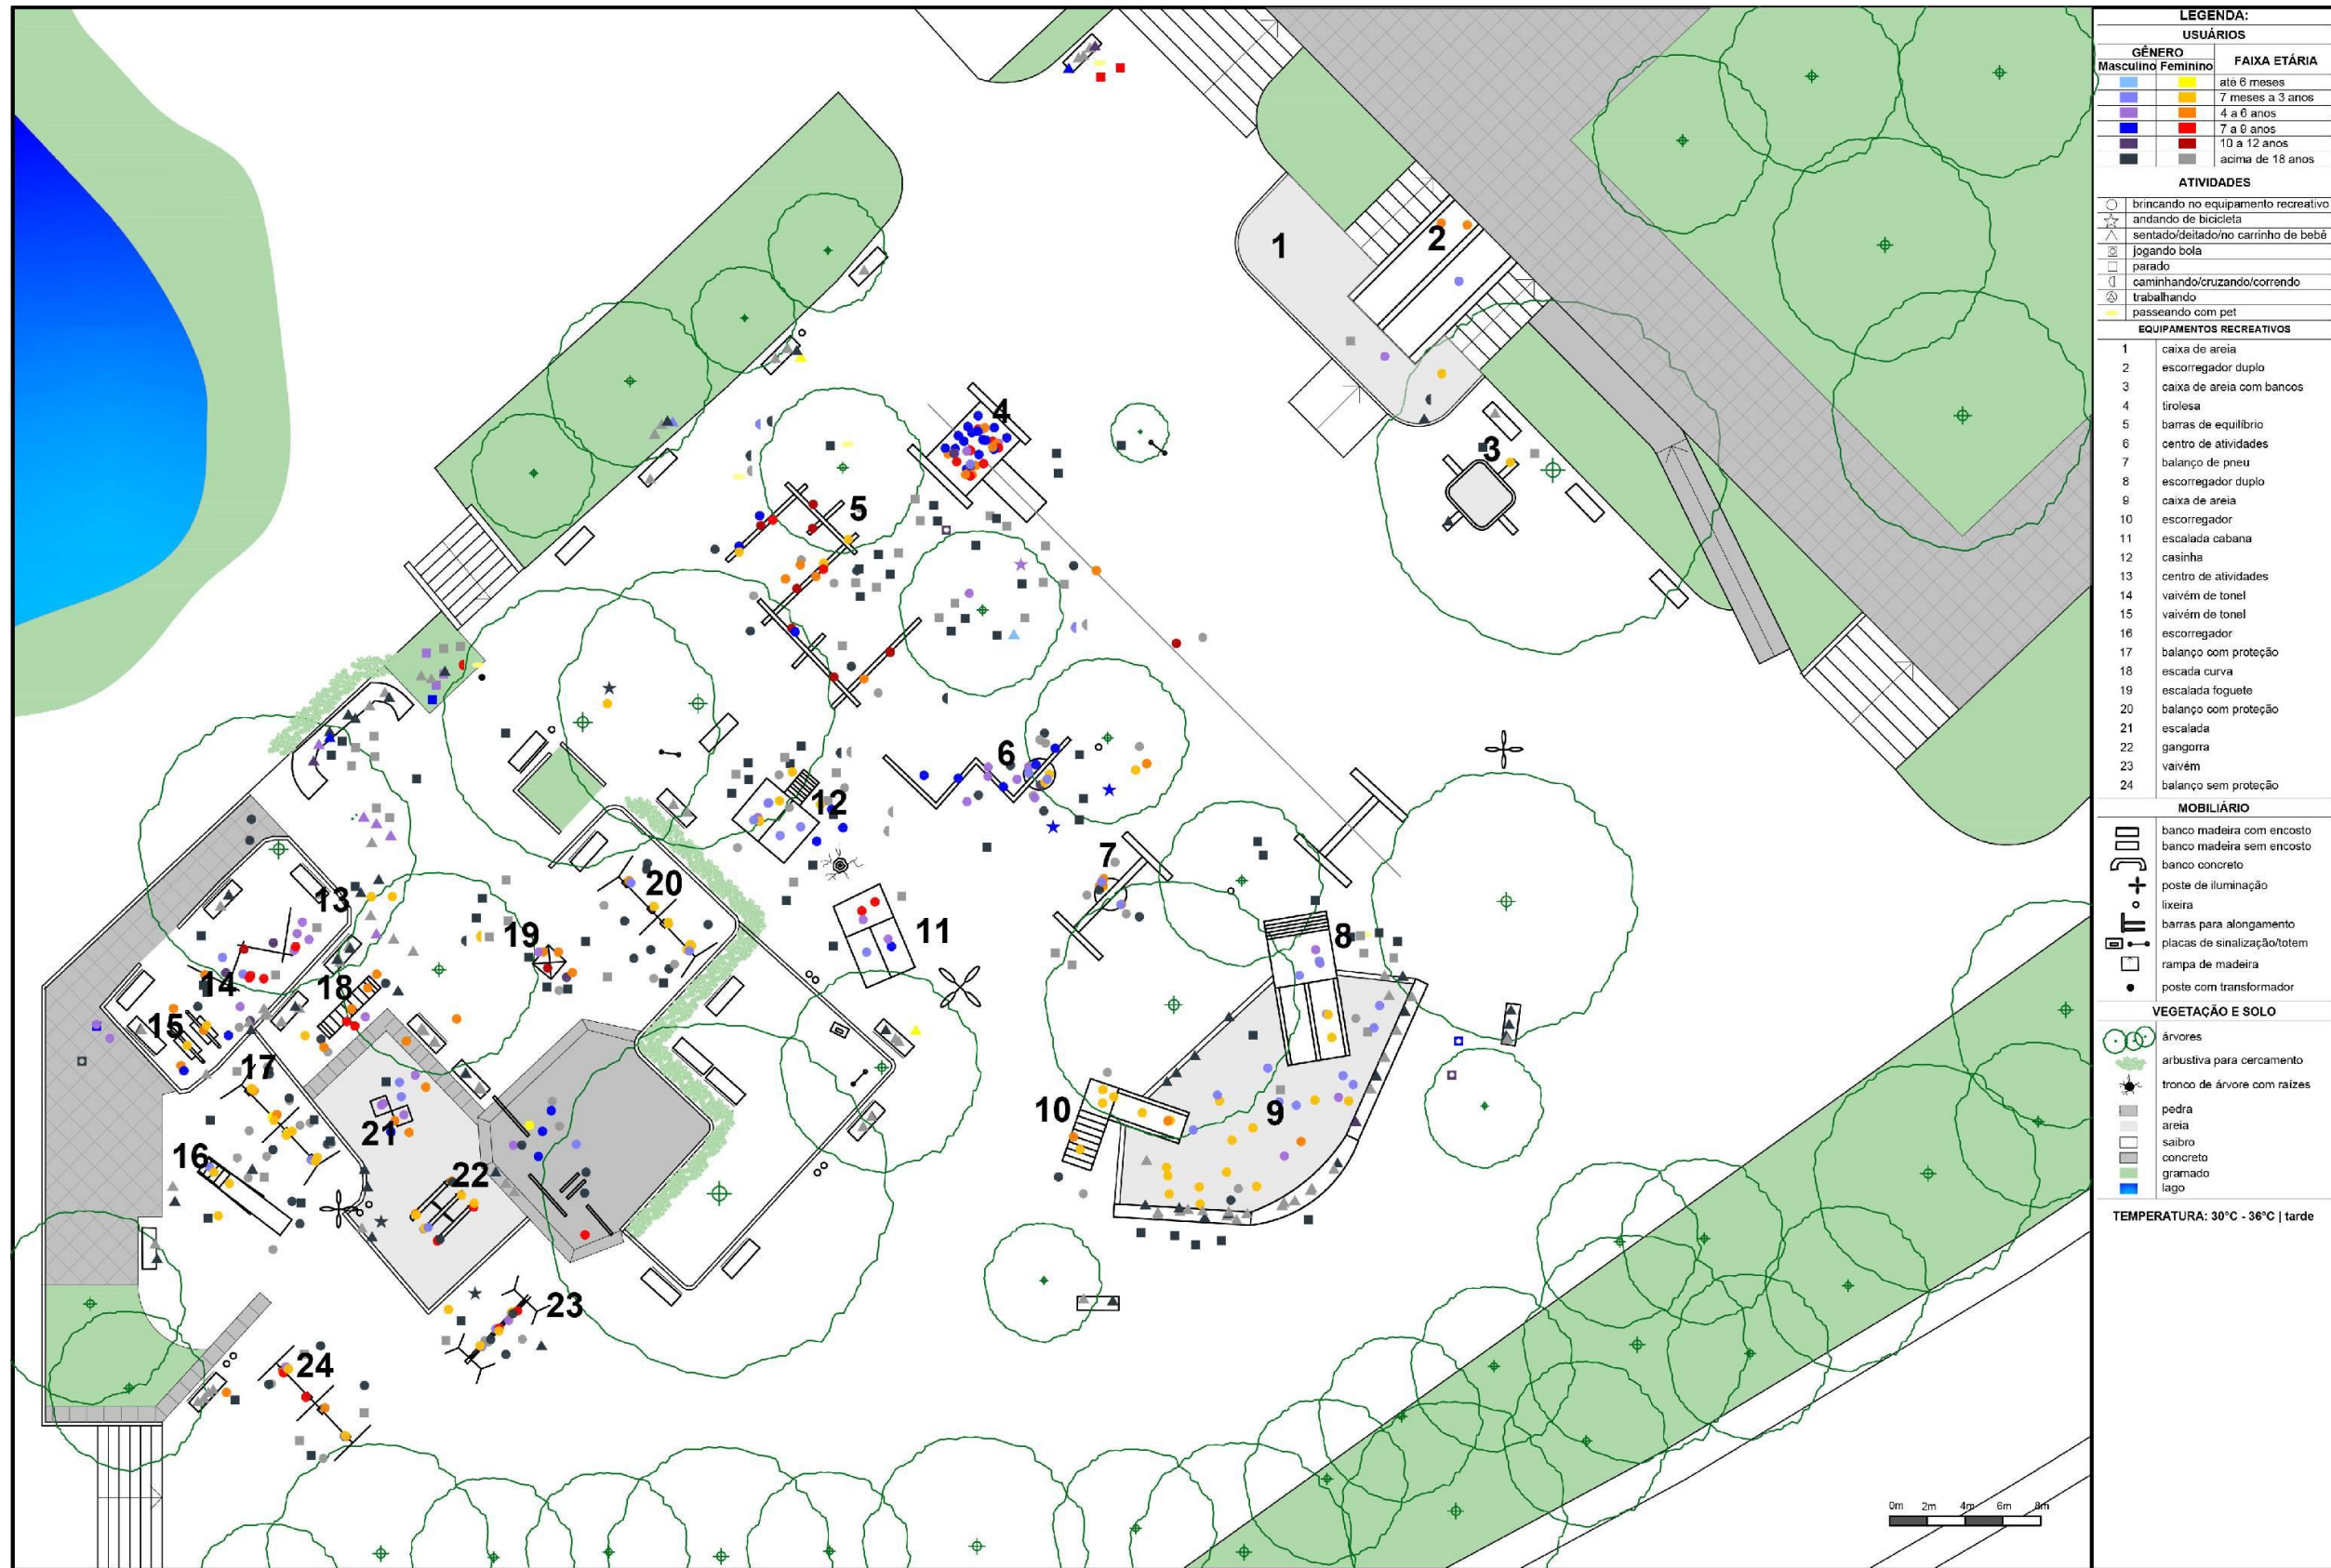 LEGENDA:
USUÁRIOS
GÊNERO
Masculino Feminino FAIXA ETÁRIA
até 6 meses
7 meses a 3 anos
4 a 6 anos
7 a 9 anos
10 a 12 anos
acima de 18 anos
ATIVIDADES
brincando no equipamento recreativo
andando de bicicleta
sentado/deitado/no carrinho de bebê
jogando bola
parado
caminhando/cruzando/correndo
trabalhando
passeando com pet
EQUIPAMENTOS RECREATIVOS
1 caixa de areia
2 escorregador duplo
3 caixa de areia com bancos
4 tirolesa
5 barras de equilíbrio
6 centro de atividades
7 balanço de pneu
8 escorregador duplo
9 caixa de areia
10 escorregador
11 escalada cabana
12 casinha
13 centro de atividades
14 vaivém de tonel
15 vaivém de tonel
16 escorregador
17 balanço com proteção
18 escada curva
19 escalada foguete
20 balanço com proteção
21 escalada
22 gangorra
23 vaivém
24 balanço sem proteção
MOBILIÁRIO
banco madeira com encosto
banco madeira sem encosto
banco concreto
poste de iluminação
lixeira
barras para alongamento
placas de sinalização/totem
rampa de madeira
poste com transformador
VEGETAÇÃO E SOLO
árvores
arbustiva para cercamento
tronco de árvore com raízes
pedra
areia
saibro
concreto
gramado
lago
TEMPERATURA: 30°C - 36°C | tarde
1
2
3
4
5
6
7
8
9
10
11
12
13
14
15
16
17
18
19
20
21
22
23
24
0m 2m 4m 6m 8m